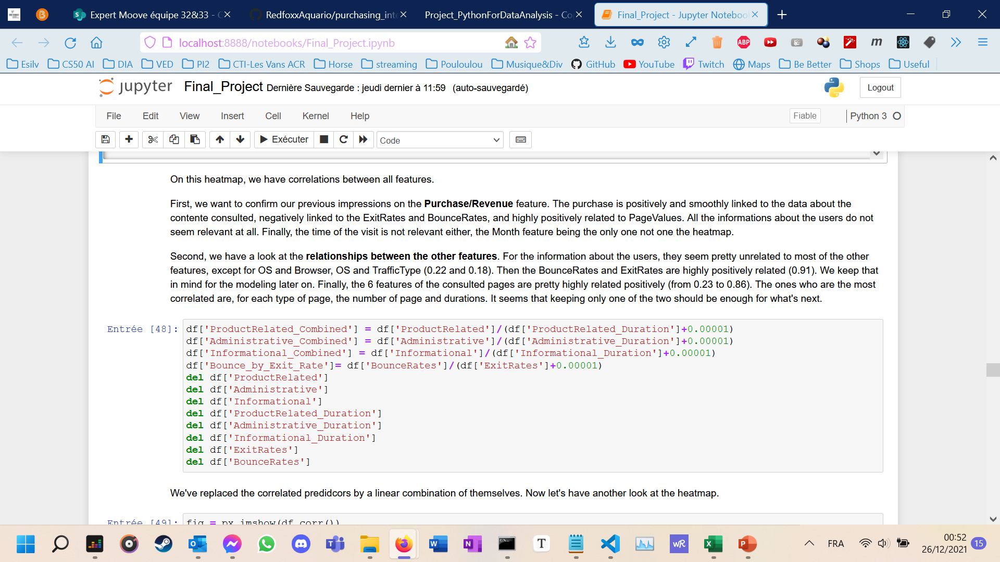 Expert Moove équipe 32&33 - C
RedfoxxAquario/purchasing_inte
Project_PythonForDataAnalysis - Co
Final_Project - Jupyter Notebook
localhost:8888/notebooks/Final_Project.ipynb
ABP
m
Esilv
CS50 AI
DIA
VED
PI2
CTI-Les Vans ACR
Horse
streaming
Pouloulou
Musique&Div
GitHub
YouTube
Twitch
Maps
Be Better
Shops
Useful
jupyter Final_Project Dernière Sauvegarde : jeudi dernier à 11:59 (auto-sauvegardé)
Logout
File Edit View Insert Cell Kernel Help
Fiable
Python 3
Exécuter
Code
On this heatmap, we have correlations between all features.
First, we want to confirm our previous impressions on the Purchase/Revenue feature. The purchase is positively and smoothly linked to the data about the
contente consulted, negatively linked to the ExitRates and BounceRates, and highly positively related to PageValues. All the informations about the users do not
seem relevant at all. Finally, the time of the visit is not relevant either, the Month feature being the only one not one the heatmap.
Second, we have a look at the relationships between the other features. For the information about the users, they seem pretty unrelated to most of the other
features, except for OS and Browser, OS and TrafficType (0.22 and 0.18). Then the BounceRates and ExitRates are highly positively related (0.91). We keep that
in mind for the modeling later on. Finally, the 6 features of the consulted pages are pretty highly related positively (from 0.23 to 0.86). The ones who are the most
correlated are, for each type of page, the number of page and durations. It seems that keeping only one of the two should be enough for what's next.
Entrée [48]:
df['ProductRelated_Combined'] = df['ProductRelated']/(df['ProductRelated_Duration']+0.00001)
df['Administrative_Combined'] = df['Administrative']/(df['Administrative_Duration']+0.00001)
df['Informational_Combined'] = df['Informational']/(df['Informational_Duration']+0.00001)
df['Bounce_by_Exit_Rate']= df['BounceRates']/(df['ExitRates']+0.00001)
del df['ProductRelated']
del df['Administrative']
del df['Informational']
del df['ProductRelated_Duration']
del df['Administrative_Duration']
del df['Informational_Duration']
del df['ExitRates']
del df['BounceRates']
We've replaced the correlated predidcors by a linear combination of themselves. Now let's have another look at the heatmap.
Entrée [49]: fig = px.imshow(df.corr())
FRA
00:52
26/12/2021
15